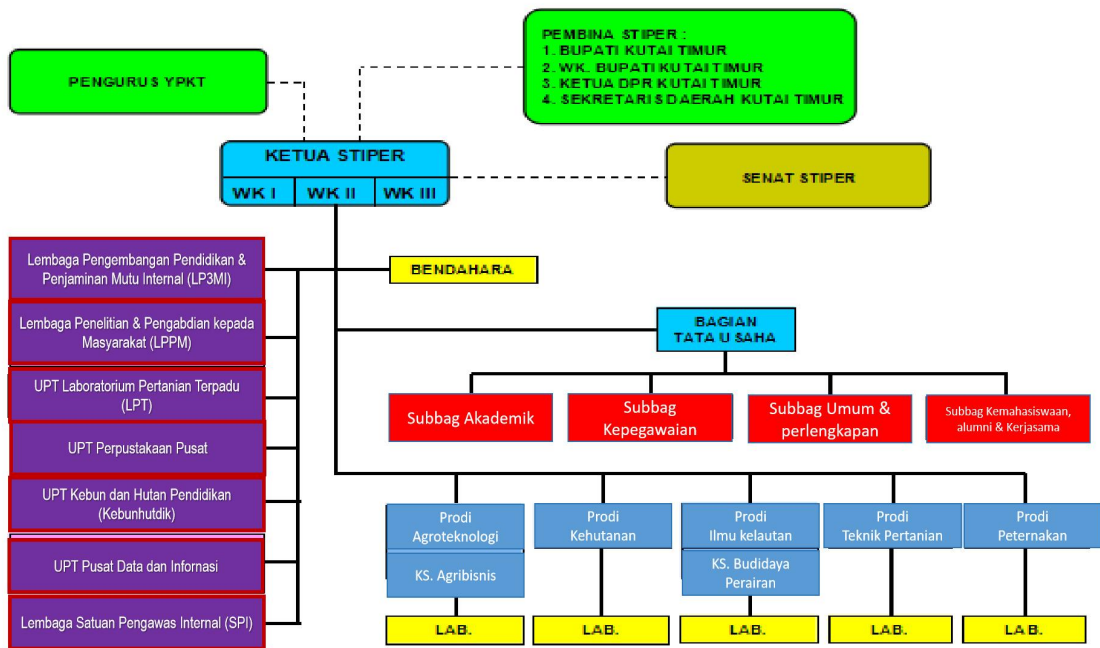 PEMBINA STIPER :
1. BUPATI KUTAI TIMUR
2. WK. BUPATI KUTAI TIMUR
3. KETUA DPR KUTAI TIMUR
4. SEKRETARIS DAERAH KUTAI TIMUR
PENGURUS YPKT
KETUA STIPER
WK I WK II WK III
SENAT STIPER
Lembaga Pengembangan Pendidikan &
Penjaminan Mutu Internal (LP3MI)
BENDAHARA
Lembaga Penelitian & Pengabdian kepada
Masyarakat (LPPM)
BAGIAN
TATA USAHA
UPT Laboratorium Pertanian Terpadu
(LPT)
UPT Perpustakaan Pusat
UPT Kebun dan Hutan Pendidikan
(Kebunhutdik)
UPT Pusat Data dan Infornasi
Lembaga Satuan Pengawas Internal (SPI)
Subbag Akademik
Subbag
Kepegawaian
Subbag Umum &
perlengkapan
Subbag Kemahasiswaan,
alumni & Kerjasama
Prodi
Agroteknologi
KS. Agribisnis
LAB.
Prodi
Kehutanan
LAB.
Prodi
Ilmu kelautan
KS. Budidaya
Perairan
LAB.
Prodi
Teknik Pertanian
LAB.
Prodi
Peternakan
LAB.